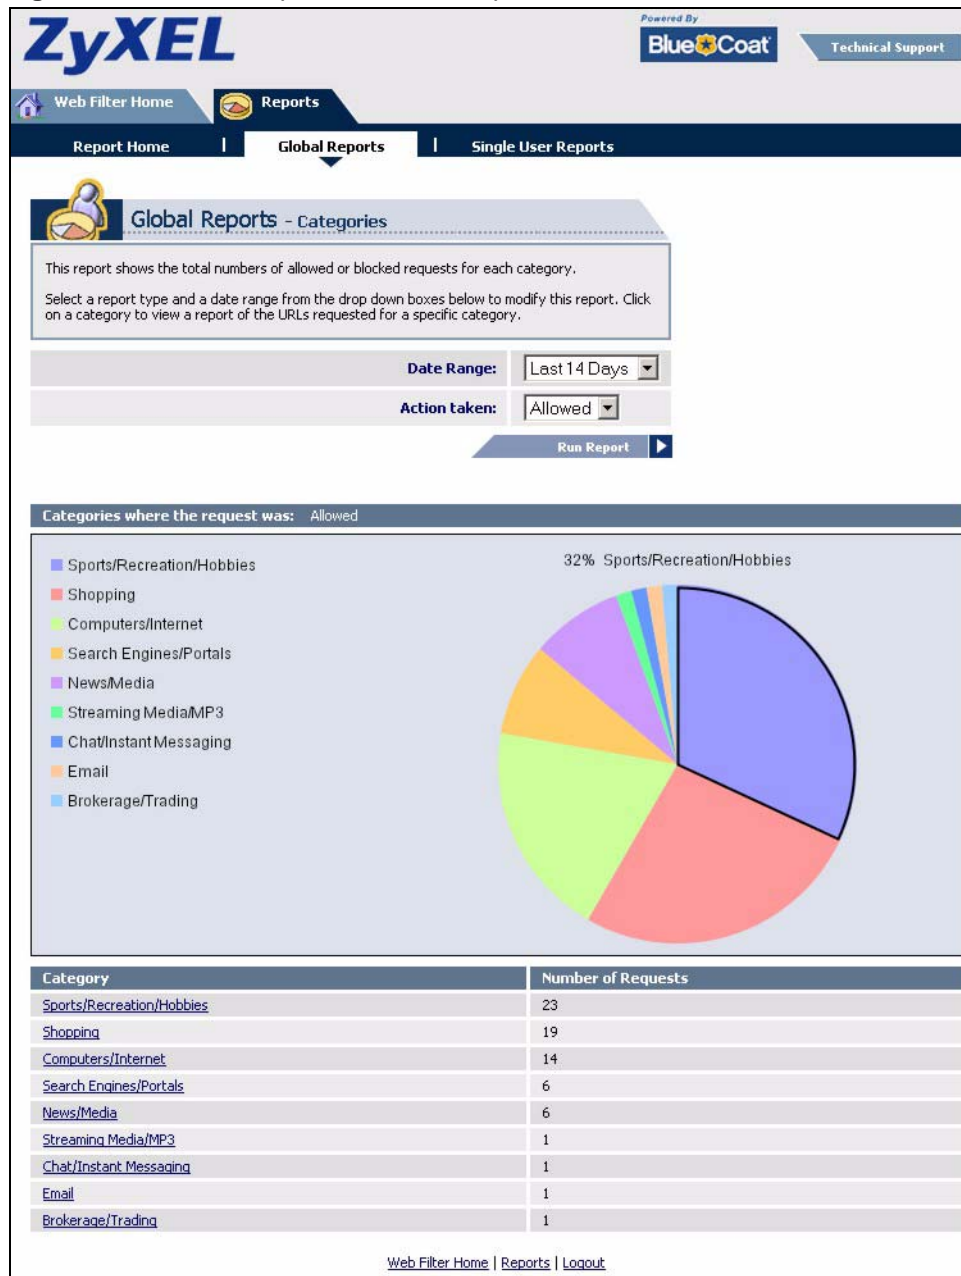 ZyXEL
Powered By
Blue Coat
Technical Support
Web Filter Home
Reports
Report Home | Global Reports | Single User Reports
Global Reports - Categories
This report shows the total numbers of allowed or blocked requests for each category.
Select a report type and a date range from the drop down boxes below to modify this report. Click
on a category to view a report of the URLs requested for a specific category.
Date Range: Last 14 Days
Action taken: Allowed
Run Report
Categories where the request was: Allowed
Sports/Recreation/Hobbies
Shopping
Computers/Internet
Search Engines/Portals
News/Media
Streaming Media/MP3
Chat/Instant Messaging
Email
Brokerage/Trading
32% Sports/Recreation/Hobbies
Category Number of Requests
Sports/Recreation/Hobbies 23
Shopping 19
Computers/Internet 14
Search Engines/Portals 6
News/Media 6
Streaming Media/MP3 1
Chat/Instant Messaging 1
Email 1
Brokerage/Trading 1
Web Filter Home | Reports | Logout